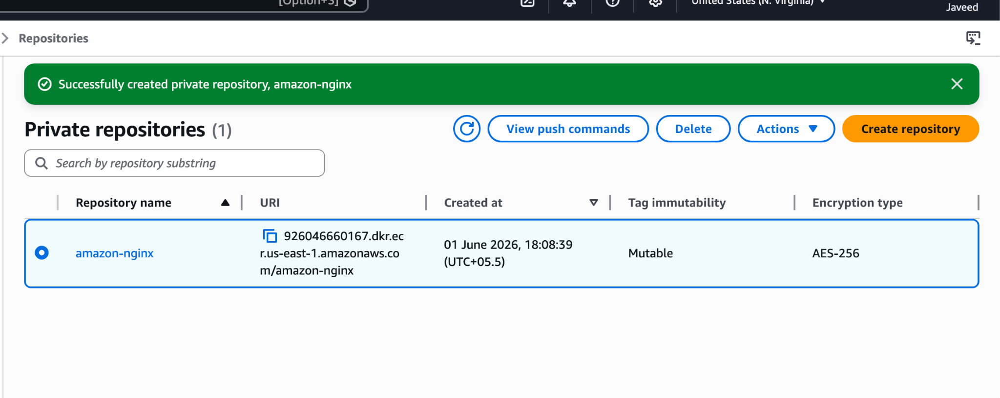 [Option+S]
United States (N. Virginia)
Javeed
Repositories
Successfully created private repository, amazon-nginx
Private repositories (1)
View push commands
Delete
Actions
Create repository
Search by repository substring
Repository name
URI
Created at
Tag immutability
Encryption type
amazon-nginx
926046660167.dkr.ec
r.us-east-1.amazonaws.co
m/amazon-nginx
01 June 2026, 18:08:39
(UTC+05.5)
Mutable
AES-256